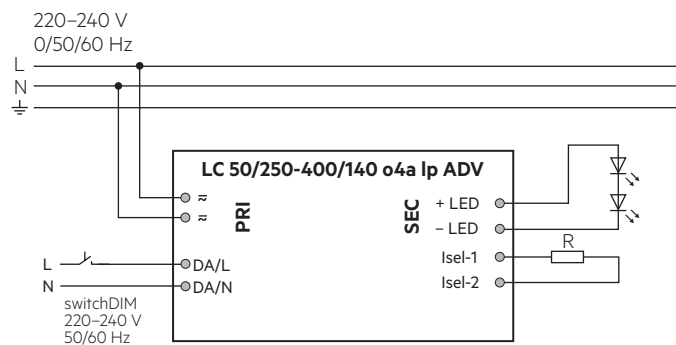 220–240 V
0/50/60 Hz
L
N
LC 50/250-400/140 o4a lp ADV
PRI
SEC
+ LED
– LED
Isel-1
R
Isel-2
L
DA/L
N
DA/N
switchDIM
220–240 V
50/60 Hz